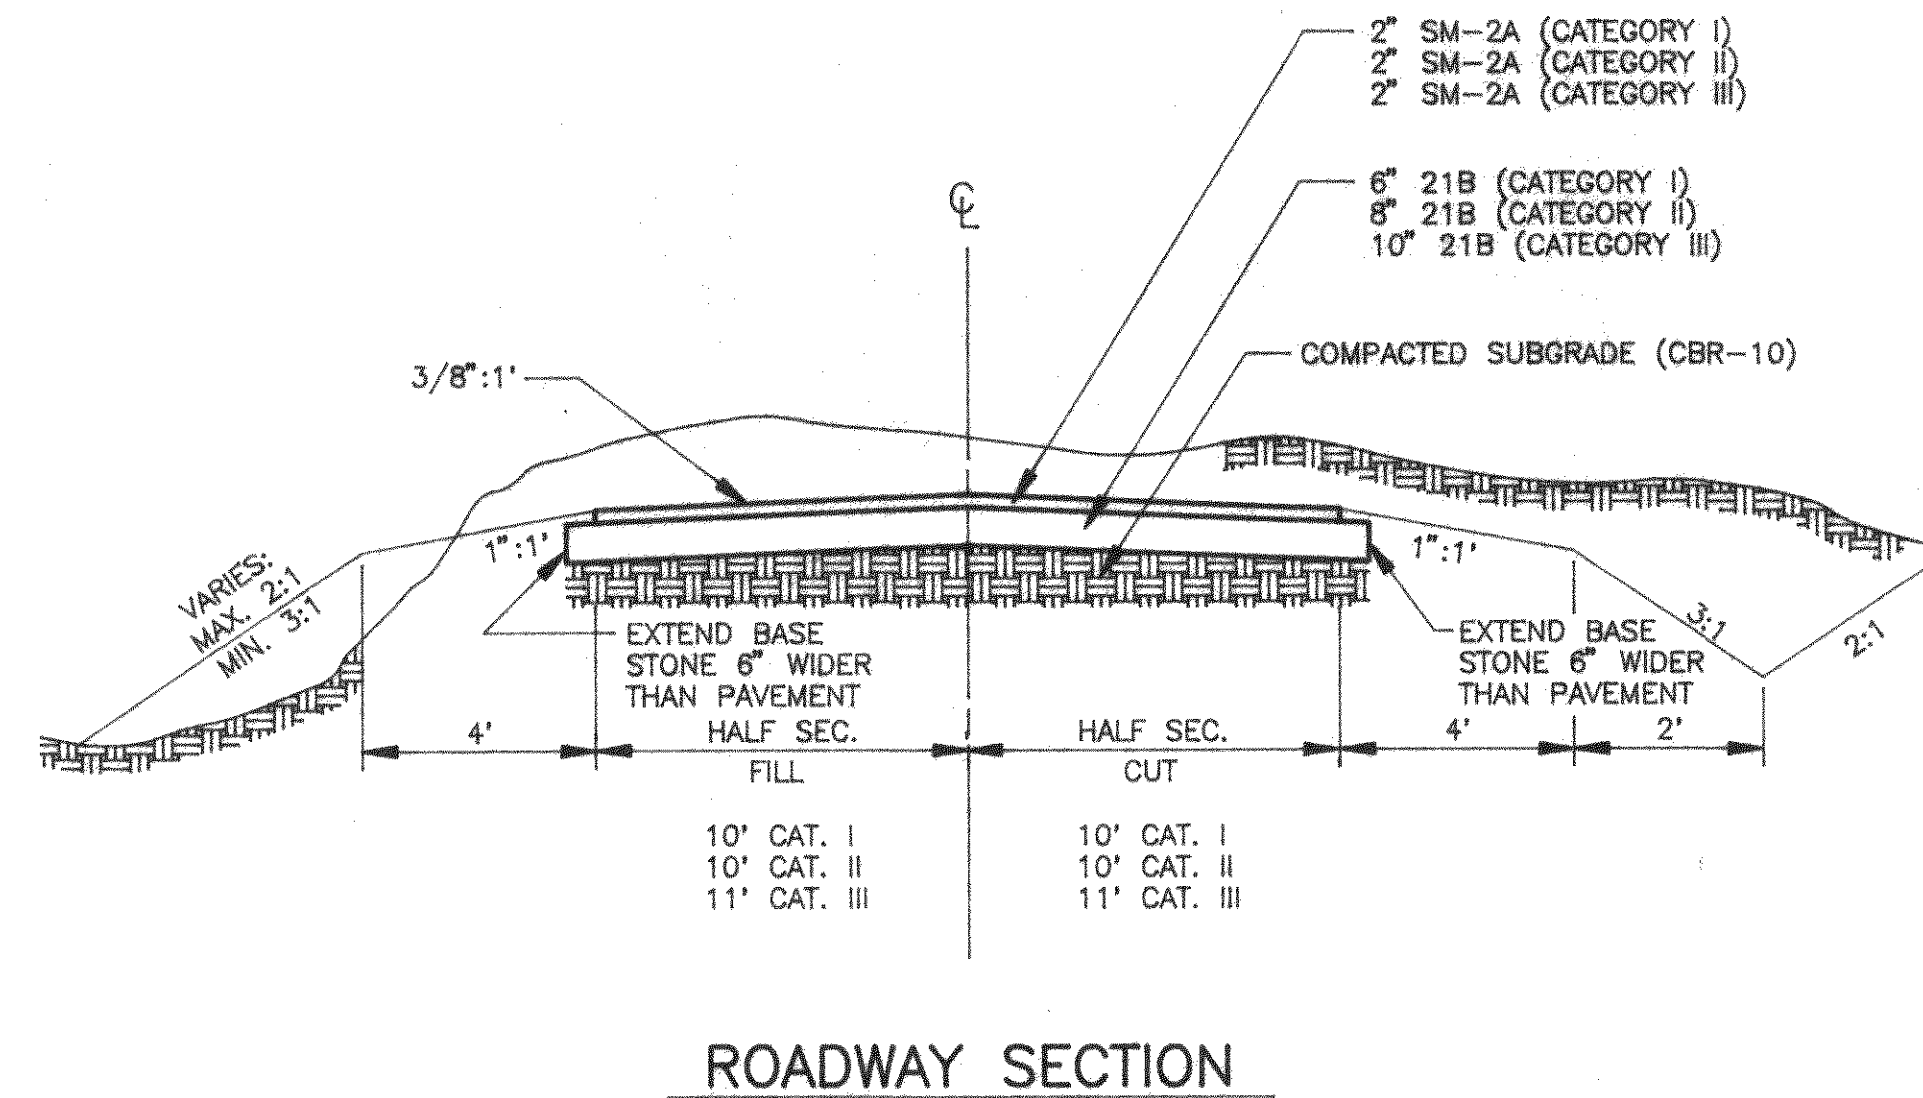 2" SM-2A (CATEGORY I)
2" SM-2A (CATEGORY II)
2" SM-2A (CATEGORY III)
6" 21B (CATEGORY I)
8" 21B (CATEGORY II)
10" 21B (CATEGORY III)
℄
COMPACTED SUBGRADE (CBR-10)
3/8":1'
1":1'
1":1'
VARIES:
MAX. 2:1
MIN. 3:1
3:1
2:1
EXTEND BASE
STONE 6" WIDER
THAN PAVEMENT
EXTEND BASE
STONE 6" WIDER
THAN PAVEMENT
4'
HALF SEC.
FILL
HALF SEC.
CUT
4'
2'
10' CAT. I
10' CAT. II
11' CAT. III
10' CAT. I
10' CAT. II
11' CAT. III
ROADWAY SECTION